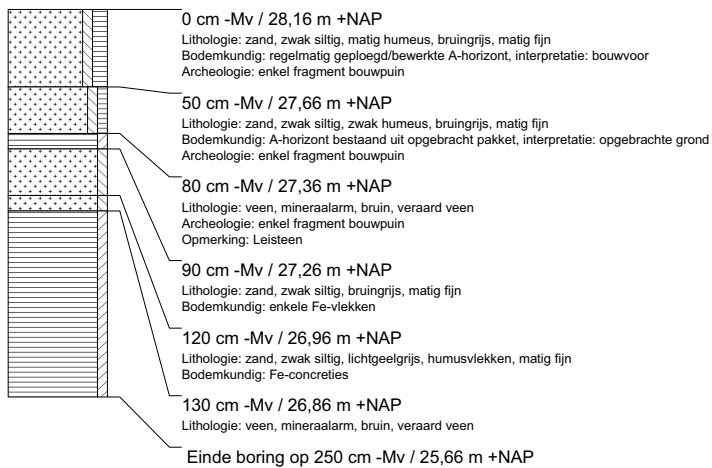 0 cm -Mv / 28,16 m +NAP
Lithologie: zand, zwak siltig, matig humeus, bruingrijs, matig fijn
Bodemkundig: regelmatig geploegd/bewerkte A-horizont, interpretatie: bouwvoor
Archeologie: enkel fragment bouwpuin
50 cm -Mv / 27,66 m +NAP
Lithologie: zand, zwak siltig, zwak humeus, bruingrijs, matig fijn
Bodemkundig: A-horizont bestaand uit opgebracht pakket, interpretatie: opgebrachte grond
Archeologie: enkel fragment bouwpuin
80 cm -Mv / 27,36 m +NAP
Lithologie: veen, mineraalarm, bruin, veraard veen
Archeologie: enkel fragment bouwpuin
Opmerking: Leisteen
90 cm -Mv / 27,26 m +NAP
Lithologie: zand, zwak siltig, bruingrijs, matig fijn
Bodemkundig: enkele Fe-vlekken
120 cm -Mv / 26,96 m +NAP
Lithologie: zand, zwak siltig, lichtgeelgrijs, humusvlekken, matig fijn
Bodemkundig: Fe-concreties
130 cm -Mv / 26,86 m +NAP
Lithologie: veen, mineraalarm, bruin, veraard veen
Einde boring op 250 cm -Mv / 25,66 m +NAP